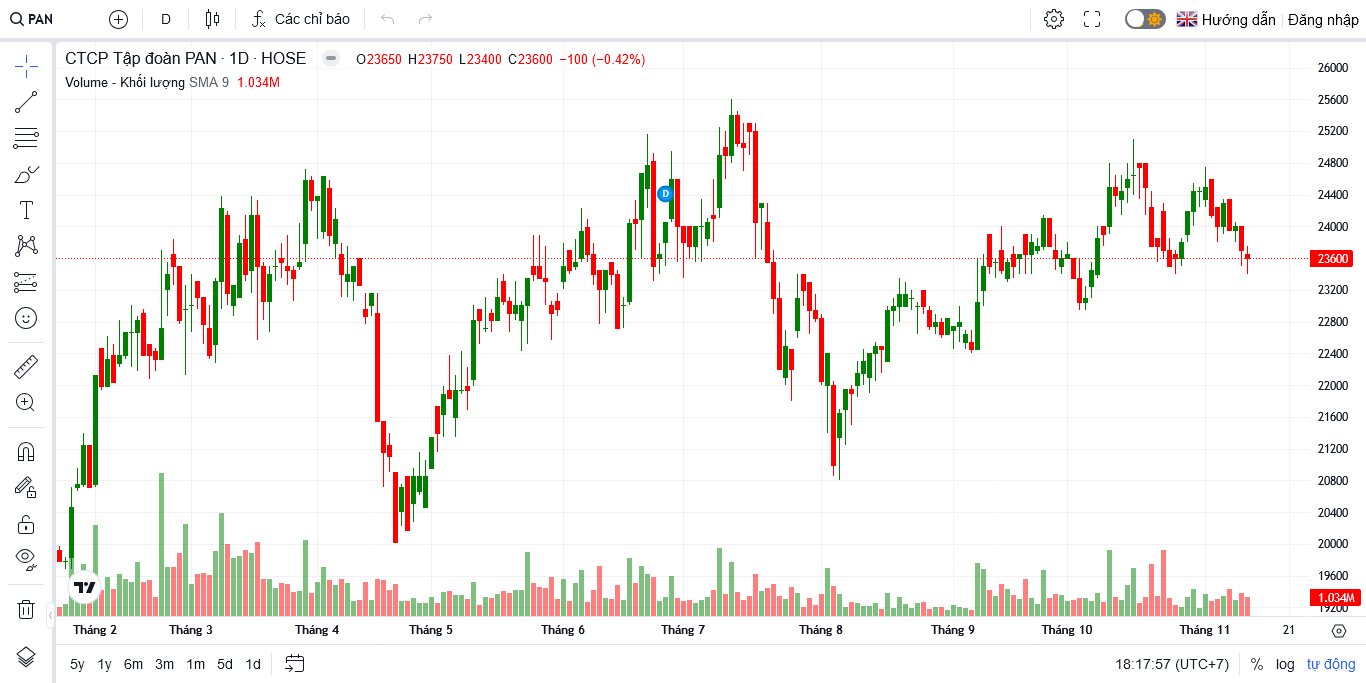 PAN D Các chỉ báo Hướng dẫn Đăng nhập
CTCP Tập đoàn PAN · 1D · HOSE O23650 H23750 L23400 C23600 −100 (−0.42%)
Volume - Khối lượng SMA 9 1.034M
D
26000
25600
25200
24800
24400
24000
23600
23200
22800
22400
22000
21600
21200
20800
20400
20000
19600
1.034M
19200
Tháng 2 Tháng 3 Tháng 4 Tháng 5 Tháng 6 Tháng 7 Tháng 8 Tháng 9 Tháng 10 Tháng 11 21
5y 1y 6m 3m 1m 5d 1d 18:17:57 (UTC+7) % log tự động